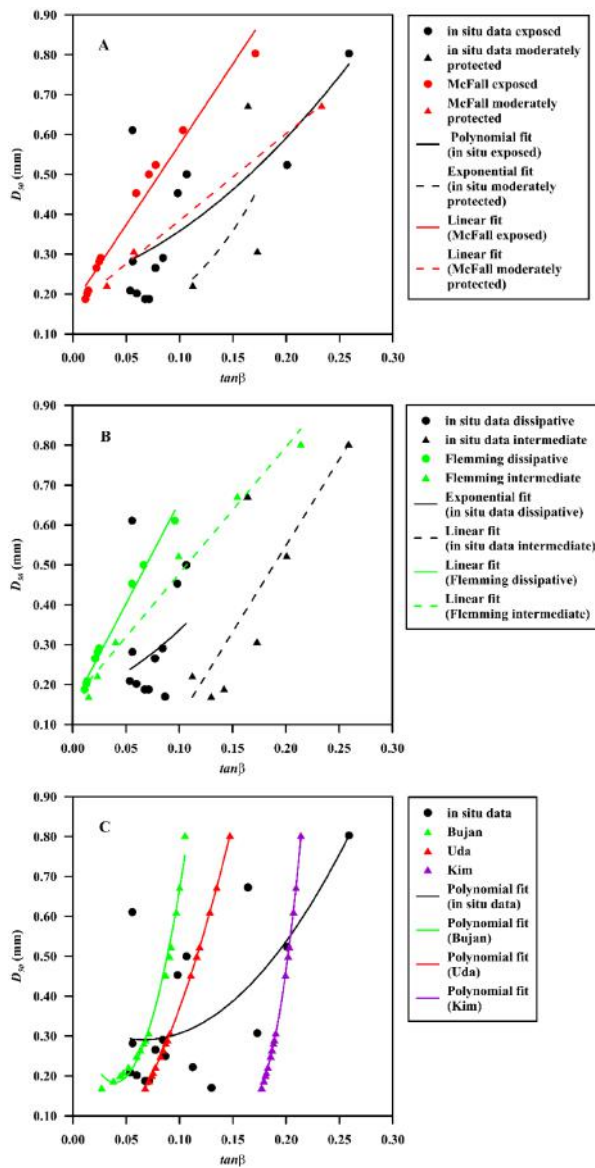 A
0.90
0.80
0.70
0.60
0.50
0.40
0.30
0.20
0.10
D50 (mm)
0.00 0.05 0.10 0.15 0.20 0.25 0.30
tanβ
in situ data exposed
in situ data moderately
protected
McFall exposed
McFall moderately
protected
Polynomial fit
(in situ exposed)
Exponential fit
(in situ moderately
protected)
Linear fit
(McFall exposed)
Linear fit
(McFall moderately
protected)
B
0.90
0.80
0.70
0.60
0.50
0.40
0.30
0.20
0.10
D50 (mm)
0.00 0.05 0.10 0.15 0.20 0.25 0.30
tanβ
in situ data dissipative
in situ data intermediate
Flemming dissipative
Flemming intermediate
Exponential fit
(in situ data dissipative)
Linear fit
(in situ data intermediate)
Linear fit
(Flemming dissipative)
Linear fit
(Flemming intermediate)
C
0.90
0.80
0.70
0.60
0.50
0.40
0.30
0.20
0.10
D50 (mm)
0.00 0.05 0.10 0.15 0.20 0.25 0.30
tanβ
in situ data
Bujan
Uda
Kim
Polynomial fit
(in situ data)
Polynomial fit
(Bujan)
Polynomial fit
(Uda)
Polynomial fit
(Kim)